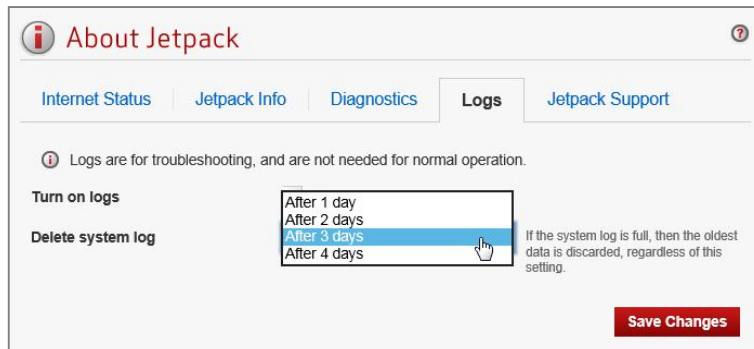 About Jetpack
?
Internet Status Jetpack Info Diagnostics Logs Jetpack Support
Logs are for troubleshooting, and are not needed for normal operation.
Turn on logs
After 1 day
After 2 days
Delete system log After 3 days
After 4 days
If the system log is full, then the oldest
data is discarded, regardless of this
setting.
Save Changes